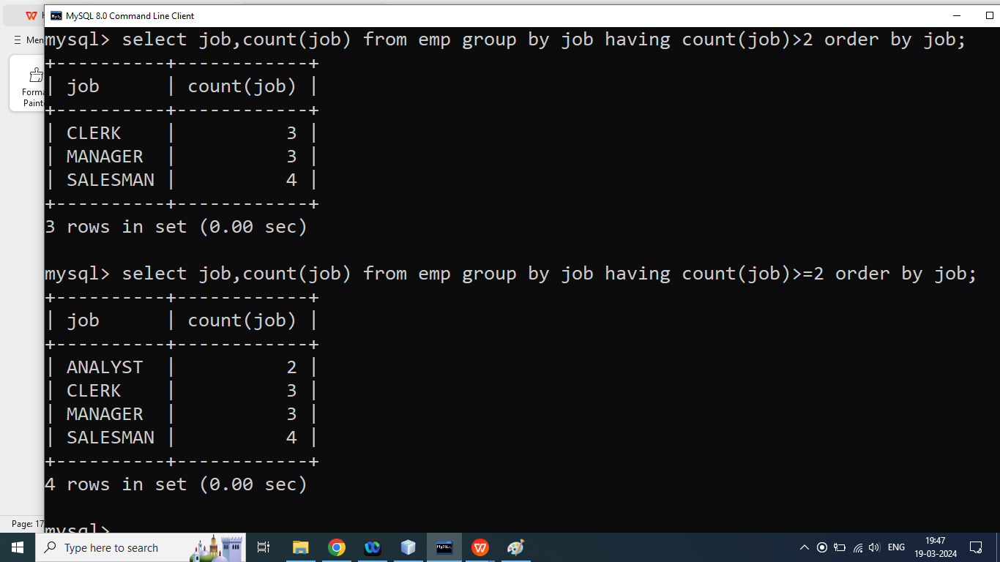 MySQL 8.0 Command Line Client
Men
Forma
Paint
mysql> select job,count(job) from emp group by job having count(job)>2 order by job;
+----------+------------+
| job      | count(job) |
+----------+------------+
| CLERK    |          3 |
| MANAGER  |          3 |
| SALESMAN |          4 |
+----------+------------+
3 rows in set (0.00 sec)
mysql> select job,count(job) from emp group by job having count(job)>=2 order by job;
+----------+------------+
| job      | count(job) |
+----------+------------+
| ANALYST  |          2 |
| CLERK    |          3 |
| MANAGER  |          3 |
| SALESMAN |          4 |
+----------+------------+
4 rows in set (0.00 sec)
mysql>
Page: 17
Type here to search
ENG
19:47
19-03-2024